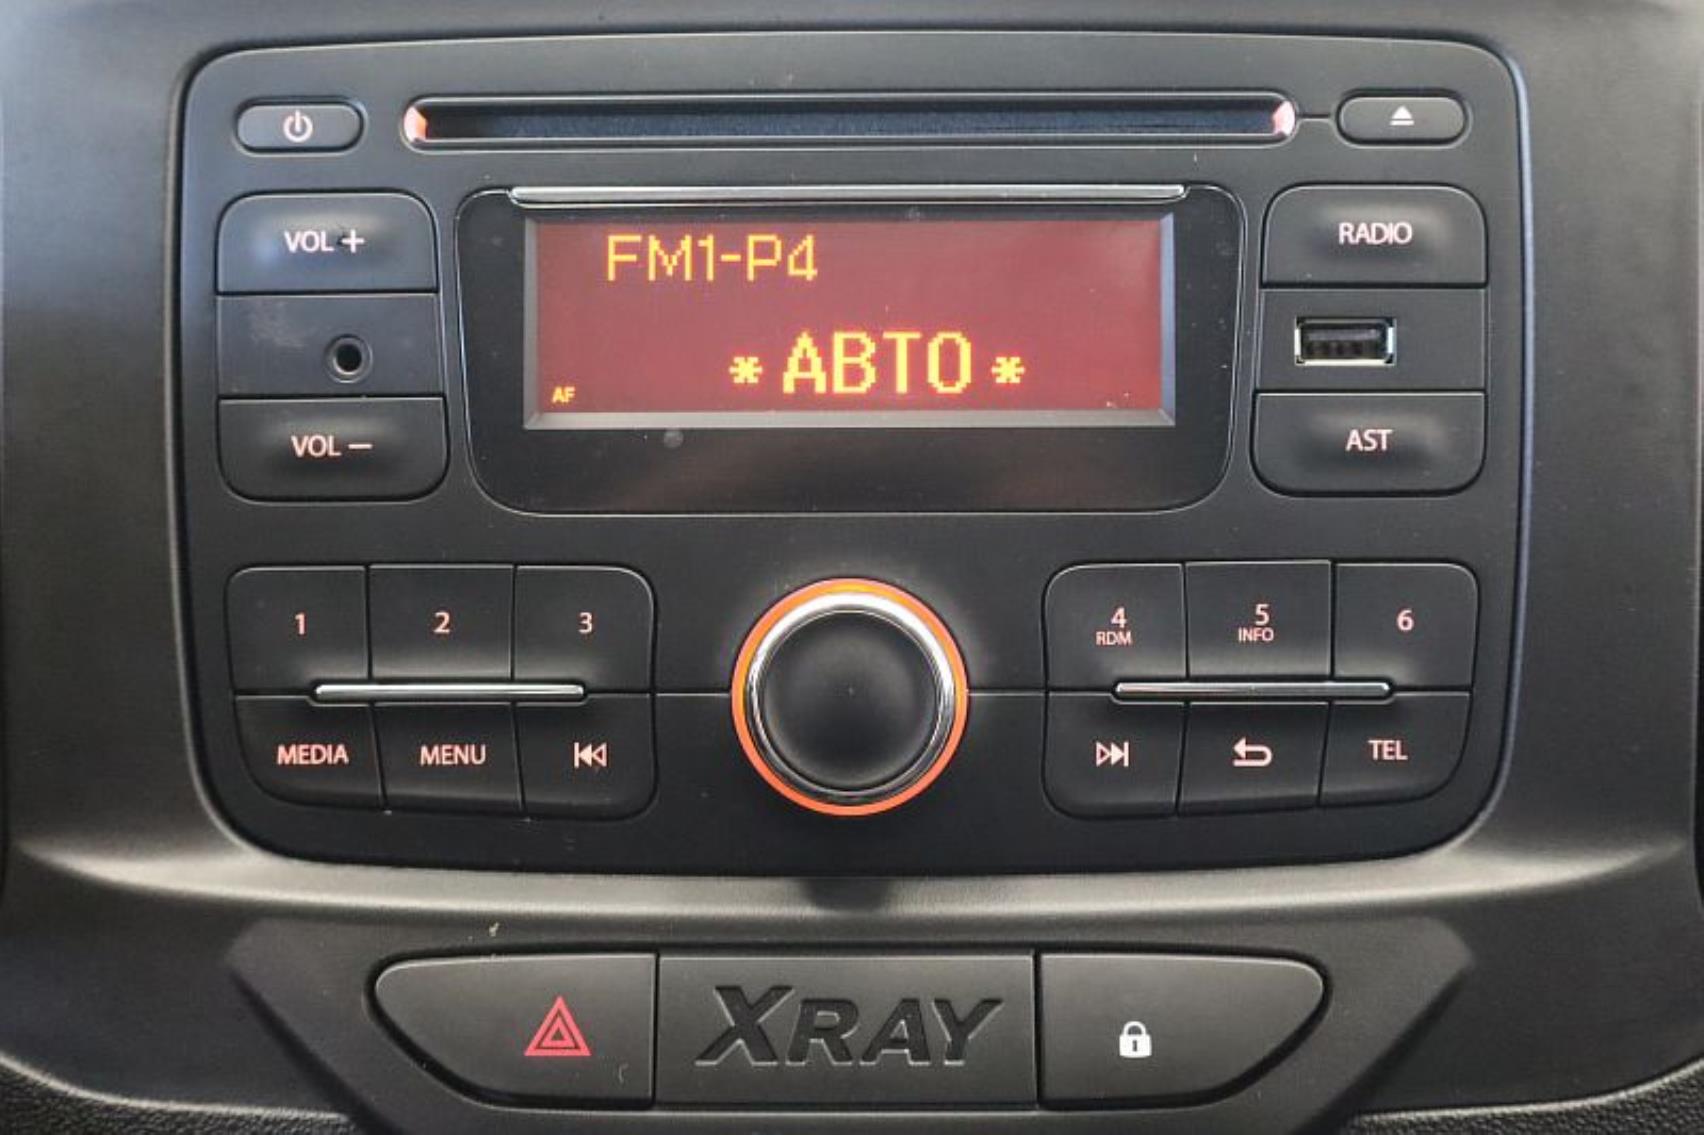 VOL +
VOL –
FM1-P4
* АВТО *
AF
RADIO
AST
1
2
3
4
RDM
5
INFO
6
MEDIA
MENU
TEL
XRAY